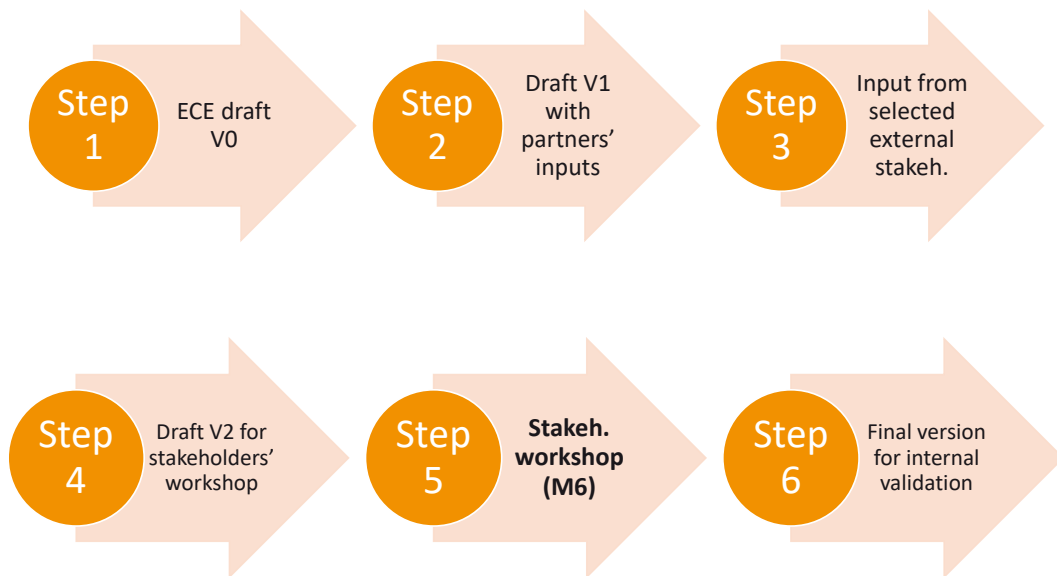 Step
1
ECE draft
V0
Step
2
Draft V1
with
partners’
inputs
Step
3
Input from
selected
external
stakeh.
Step
4
Draft V2 for
stakeholders’
workshop
Step
5
Stakeh.
workshop
(M6)
Step
6
Final version
for internal
validation